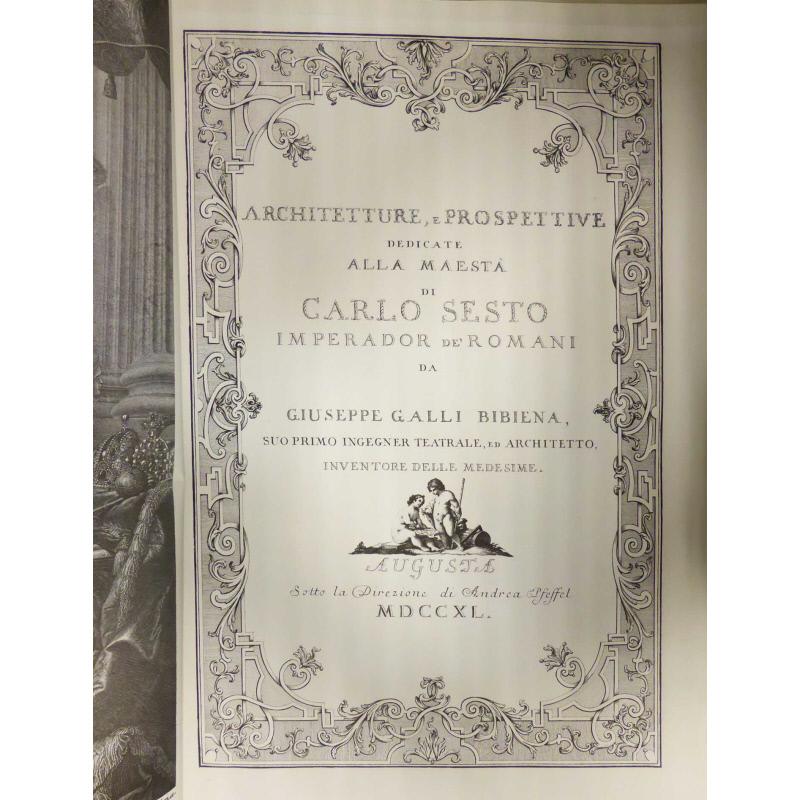 ARCHITETTURE, E PROSPETTIVE
DEDICATE
ALLA MAESTÀ
DI
CARLO SESTO
IMPERADOR DE' ROMANI
DA
GIUSEPPE GALLI BIBIENA,
SUO PRIMO INGEGNER TEATRALE, ED ARCHITETTO,
INVENTORE DELLE MEDESIME.
AUGUSTA
Sotto la Direzione di Andrea Pfeffel
MDCCXL.